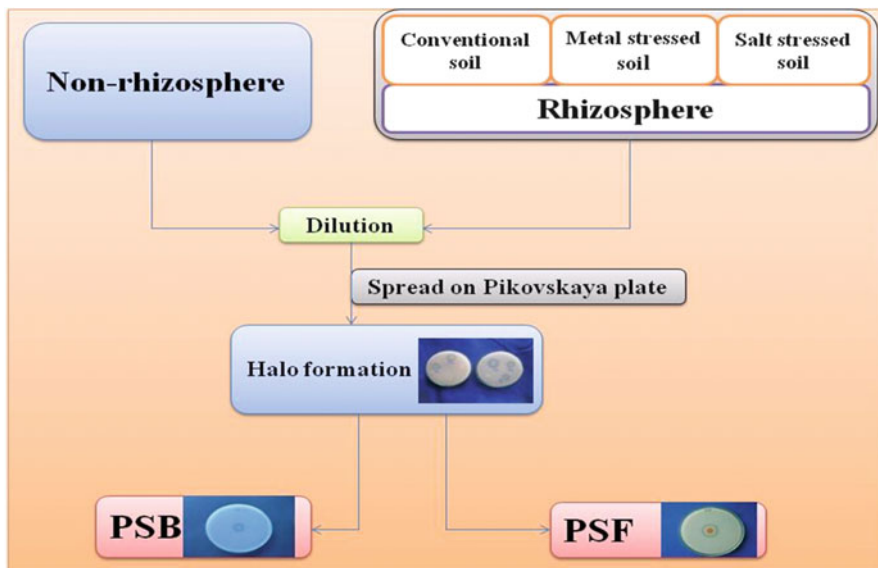 Non-rhizosphere
Conventional
soil
Metal stressed
soil
Salt stressed
soil
Rhizosphere
Dilution
Spread on Pikovskaya plate
Halo formation
PSB
PSF